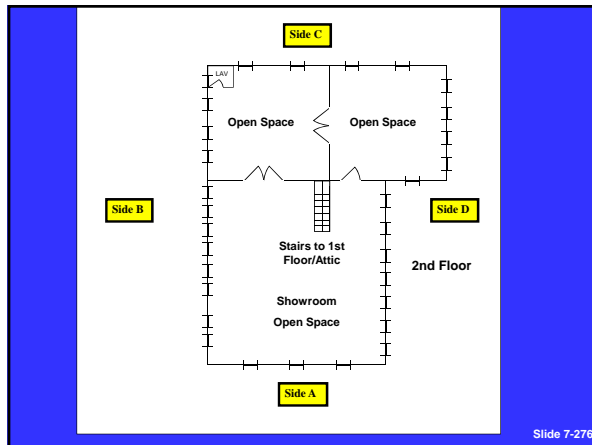 Side C
LAV
Open Space
Open Space
Side B
Side D
Stairs to 1st
Floor/Attic
2nd Floor
Showroom
Open Space
Side A
Slide 7-276